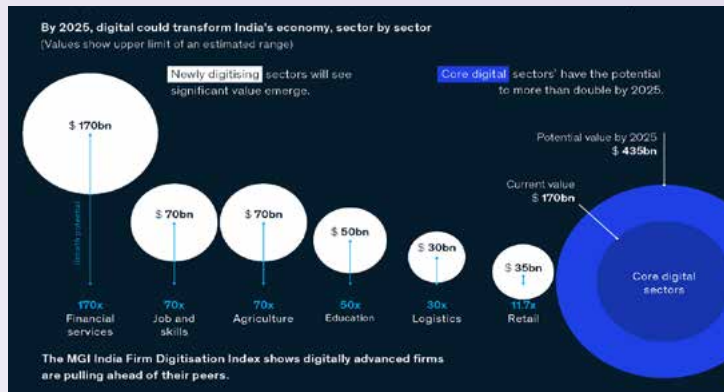 By 2025, digital could transform India's economy, sector by sector
(Values show upper limit of an estimated range)
Newly digitising sectors will see
significant value emerge.
Core digital sectors' have the potential
to more than double by 2025.
Potential value by 2025
$ 435bn
Current value
$ 170bn
Core digital
sectors
$ 170bn
$ 70bn
$ 70bn
$ 50bn
$ 30bn
$ 35bn
Growth potential
170x
Financial
services
70x
Job and
skills
70x
Agriculture
50x
Education
30x
Logistics
11.7x
Retail
The MGI India Firm Digitisation Index shows digitally advanced firms
are pulling ahead of their peers.